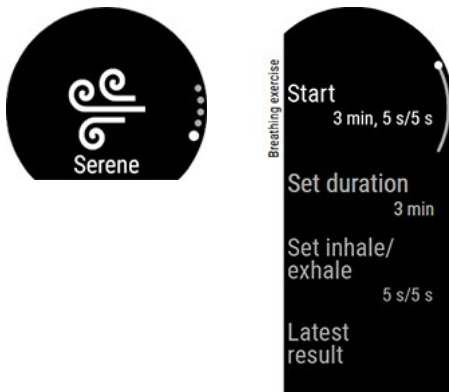 Serene
Breathing exercise
Start
3 min, 5 s/5 s
Set duration
3 min
Set inhale/
exhale
5 s/5 s
Latest
result